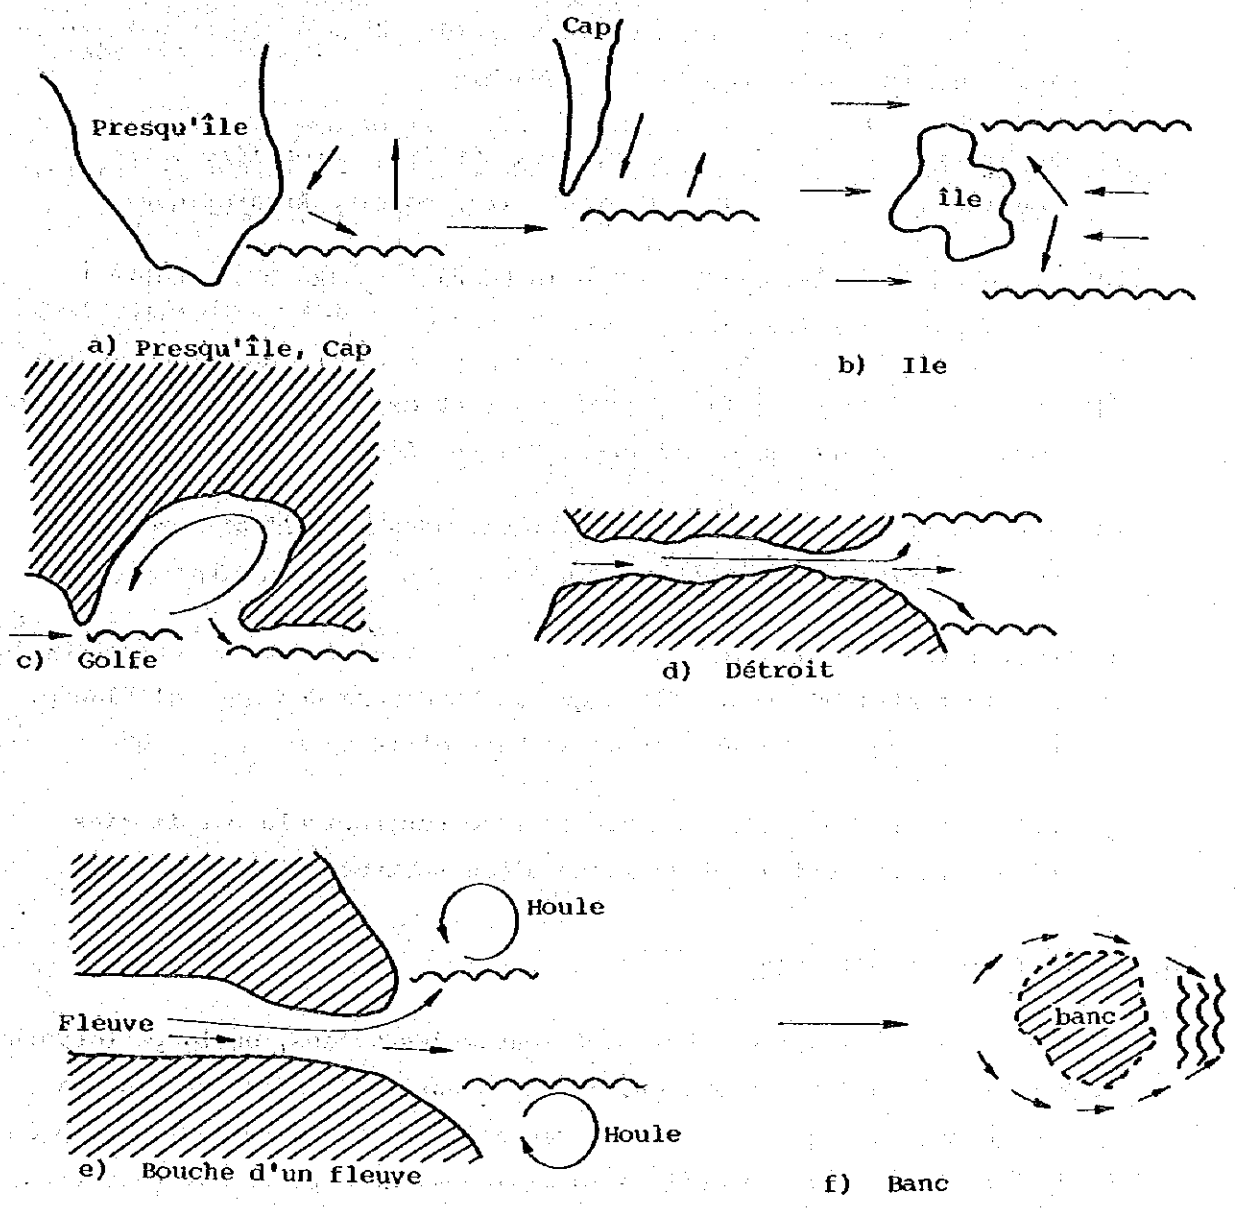 Cap
Presqu'île
île
a) Presqu'île, Cap
b) Ile
c) Golfe
d) Détroit
Houle
Fleuve
banc
Houle
e) Bouche d'un fleuve
f) Banc